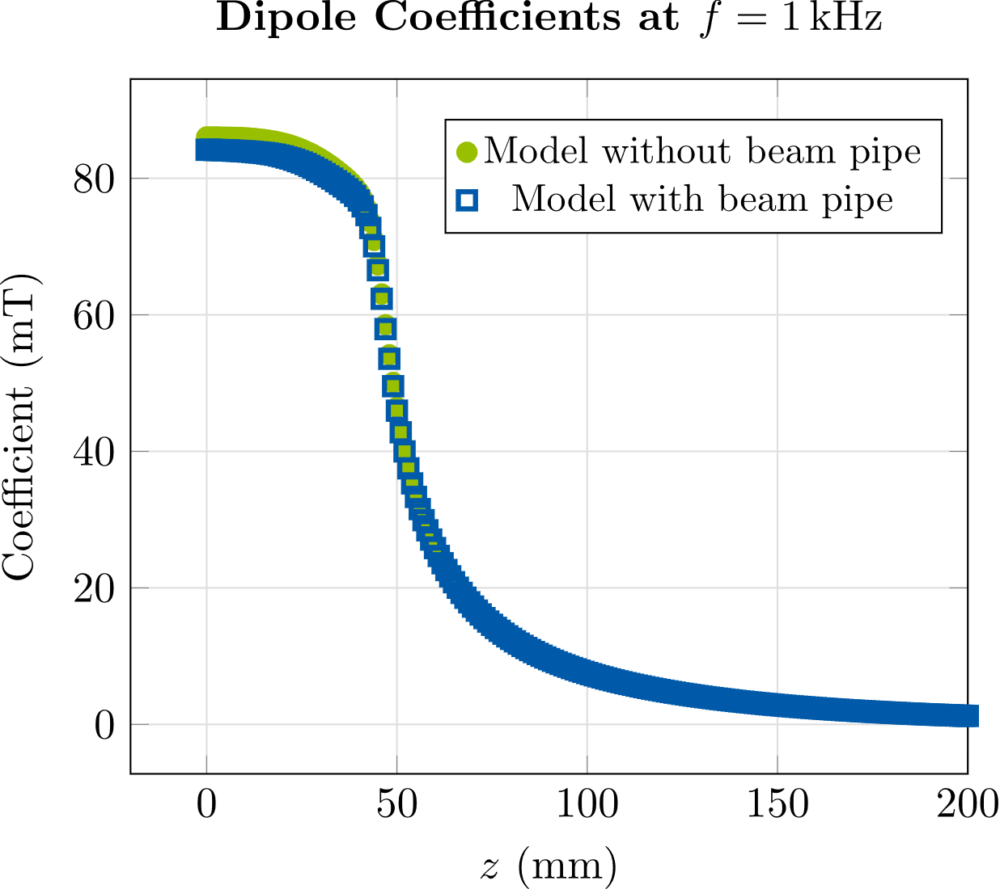 Dipole Coefficients at f = 1 kHz
Model without beam pipe
Model with beam pipe
Coefficient (mT)
80
60
40
20
0
0 50 100 150 200
z (mm)